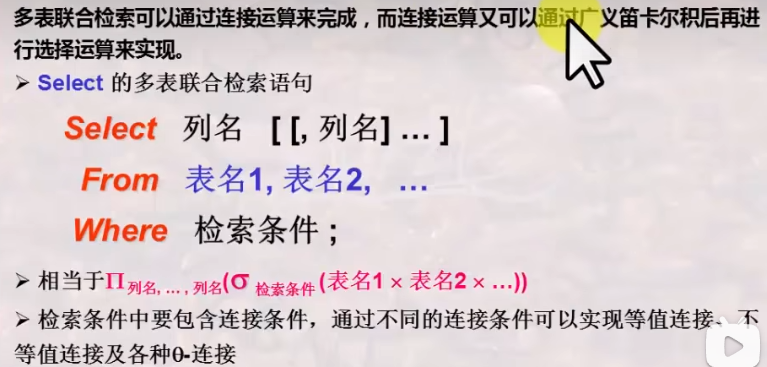 多表联合检索可以通过连接运算来完成，而连接运算又可以通过广义笛卡尔积后再进
行选择运算来实现。
➢ Select 的多表联合检索语句
Select 列名 [ [, 列名] … ]
From 表名1, 表名2, …
Where 检索条件 ;
➢ 相当于Π 列名, … , 列名(σ 检索条件 (表名1 × 表名2 × …))
➢ 检索条件中要包含连接条件，通过不同的连接条件可以实现等值连接、不
等值连接及各种θ-连接